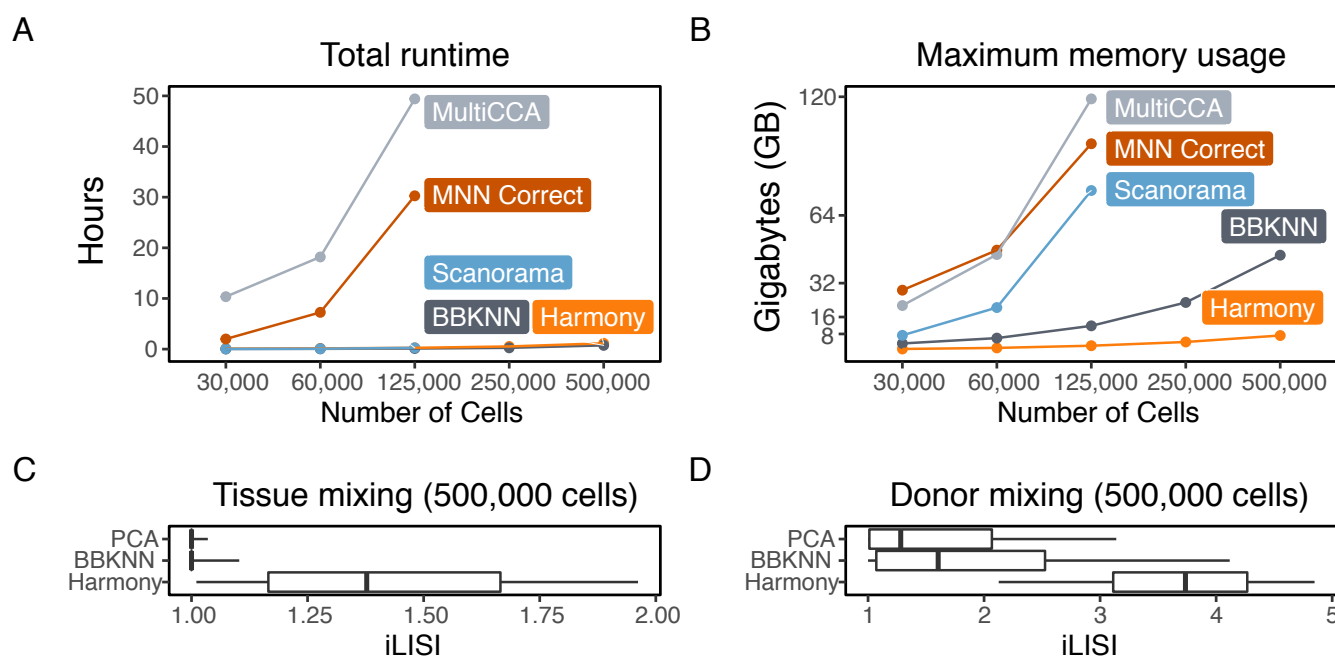 A
Total runtime
50
40
30
20
10
0
Hours
MultiCCA
MNN Correct
Scanorama
BBKNN
Harmony
30,000 60,000 125,000 250,000 500,000
Number of Cells
B
Maximum memory usage
120
64
32
16
8
Gigabytes (GB)
MultiCCA
MNN Correct
Scanorama
BBKNN
Harmony
30,000 60,000 125,000 250,000 500,000
Number of Cells
C
Tissue mixing (500,000 cells)
PCA
BBKNN
Harmony
1.00 1.25 1.50 1.75 2.00
iLISI
D
Donor mixing (500,000 cells)
PCA
BBKNN
Harmony
1 2 3 4 5
iLISI